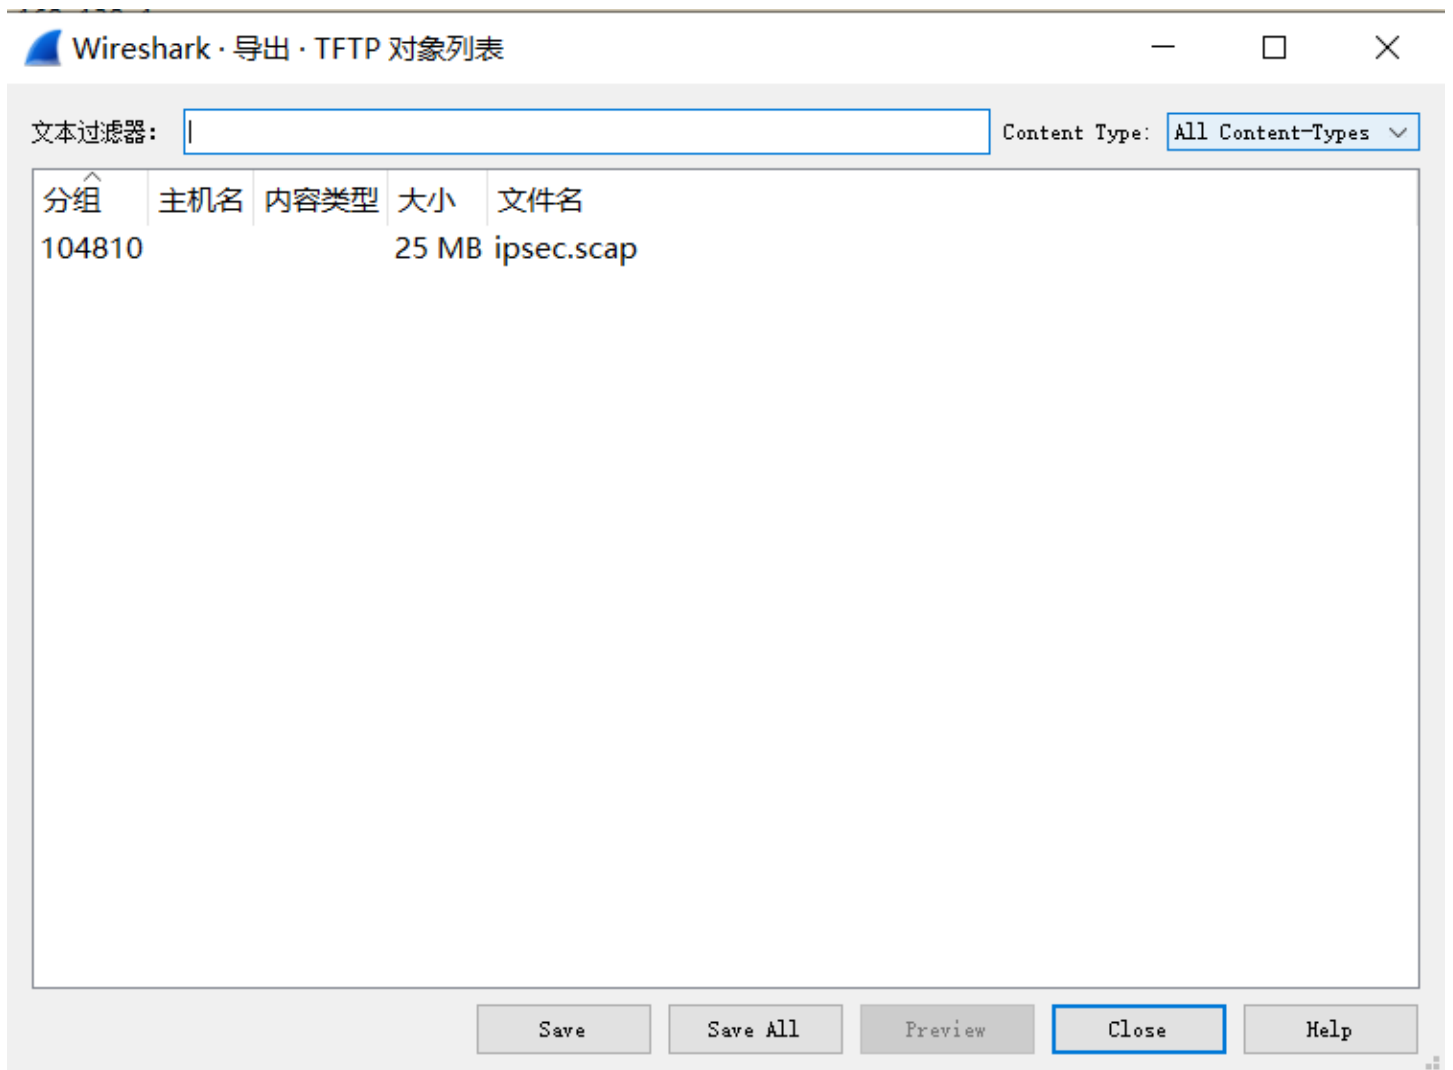 Wireshark · 导出 · TFTP 对象列表
文本过滤器: Content Type: All Content-Types
分组 主机名 内容类型 大小 文件名
104810 25 MB ipsec.scap
Save Save All Preview Close Help